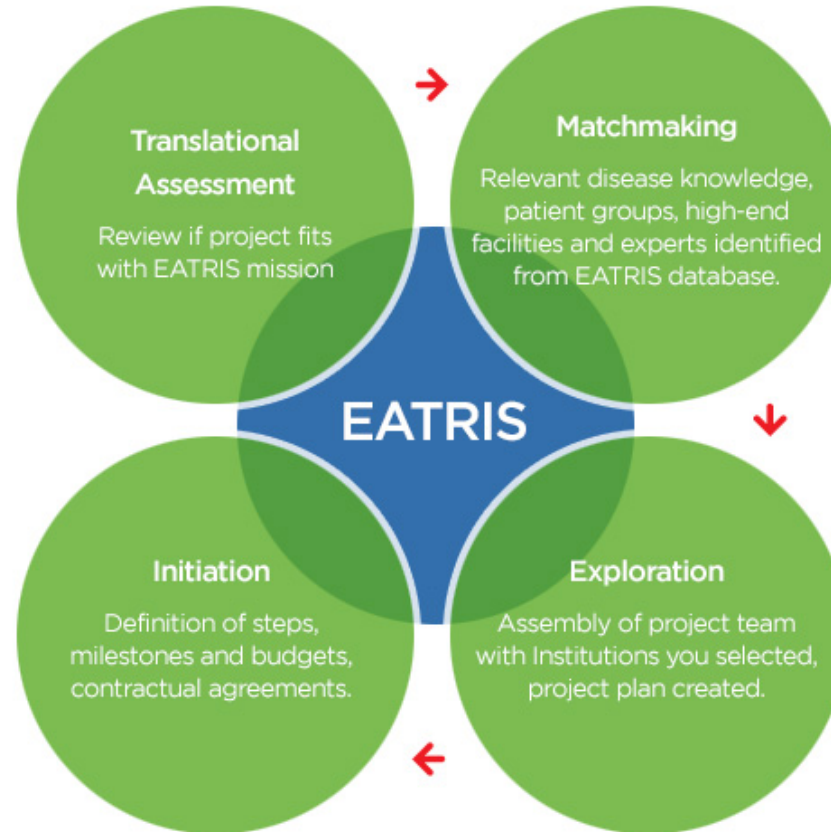 Translational
Assessment
Review if project fits
with EATRIS mission
Matchmaking
Relevant disease knowledge,
patient groups, high-end
facilities and experts identified
from EATRIS database.
EATRIS
Initiation
Definition of steps,
milestones and budgets,
contractual agreements.
Exploration
Assembly of project team
with Institutions you selected,
project plan created.